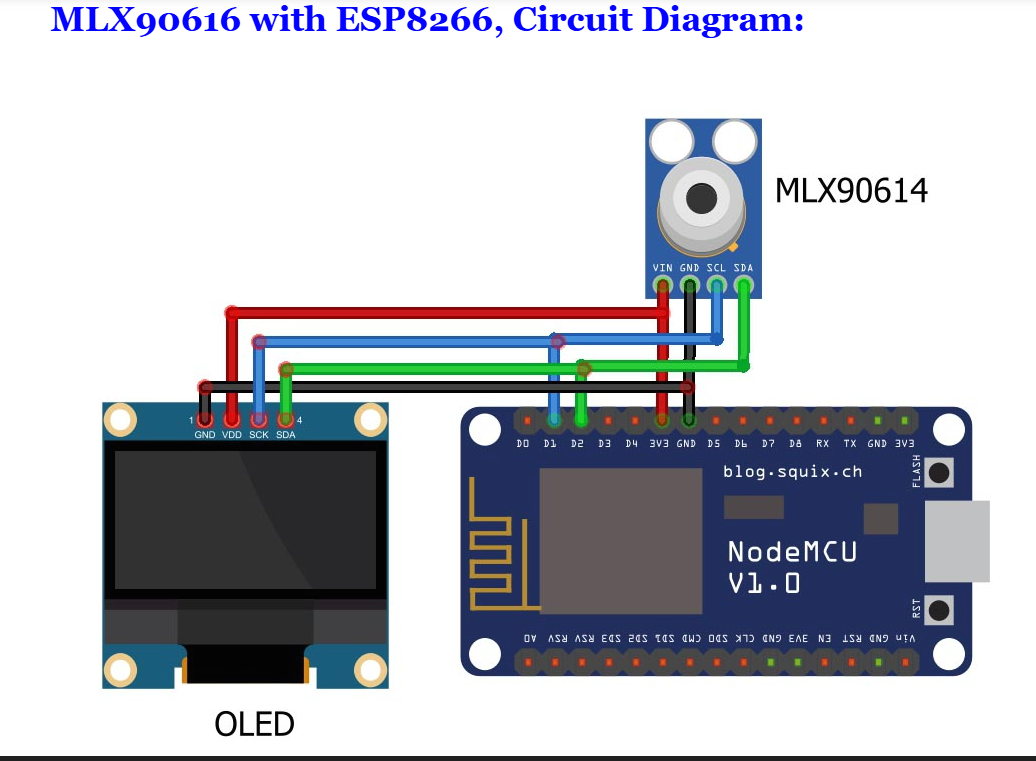 MLX90616 with ESP8266, Circuit Diagram:
MLX90614
VIN GND SCL SDA
1 4
GND VDD SCK SDA
D0 D1 D2 D3 D4 3V3 GND D5 D6 D7 D8 RX TX GND 3V3
blog.squix.ch
FLASH
NodeMCU
V1.0
RST
A0 RSV RSV SD3 SD2 SD1 CMD SD0 CLK GND 3V3 EN RST GND Vin
OLED